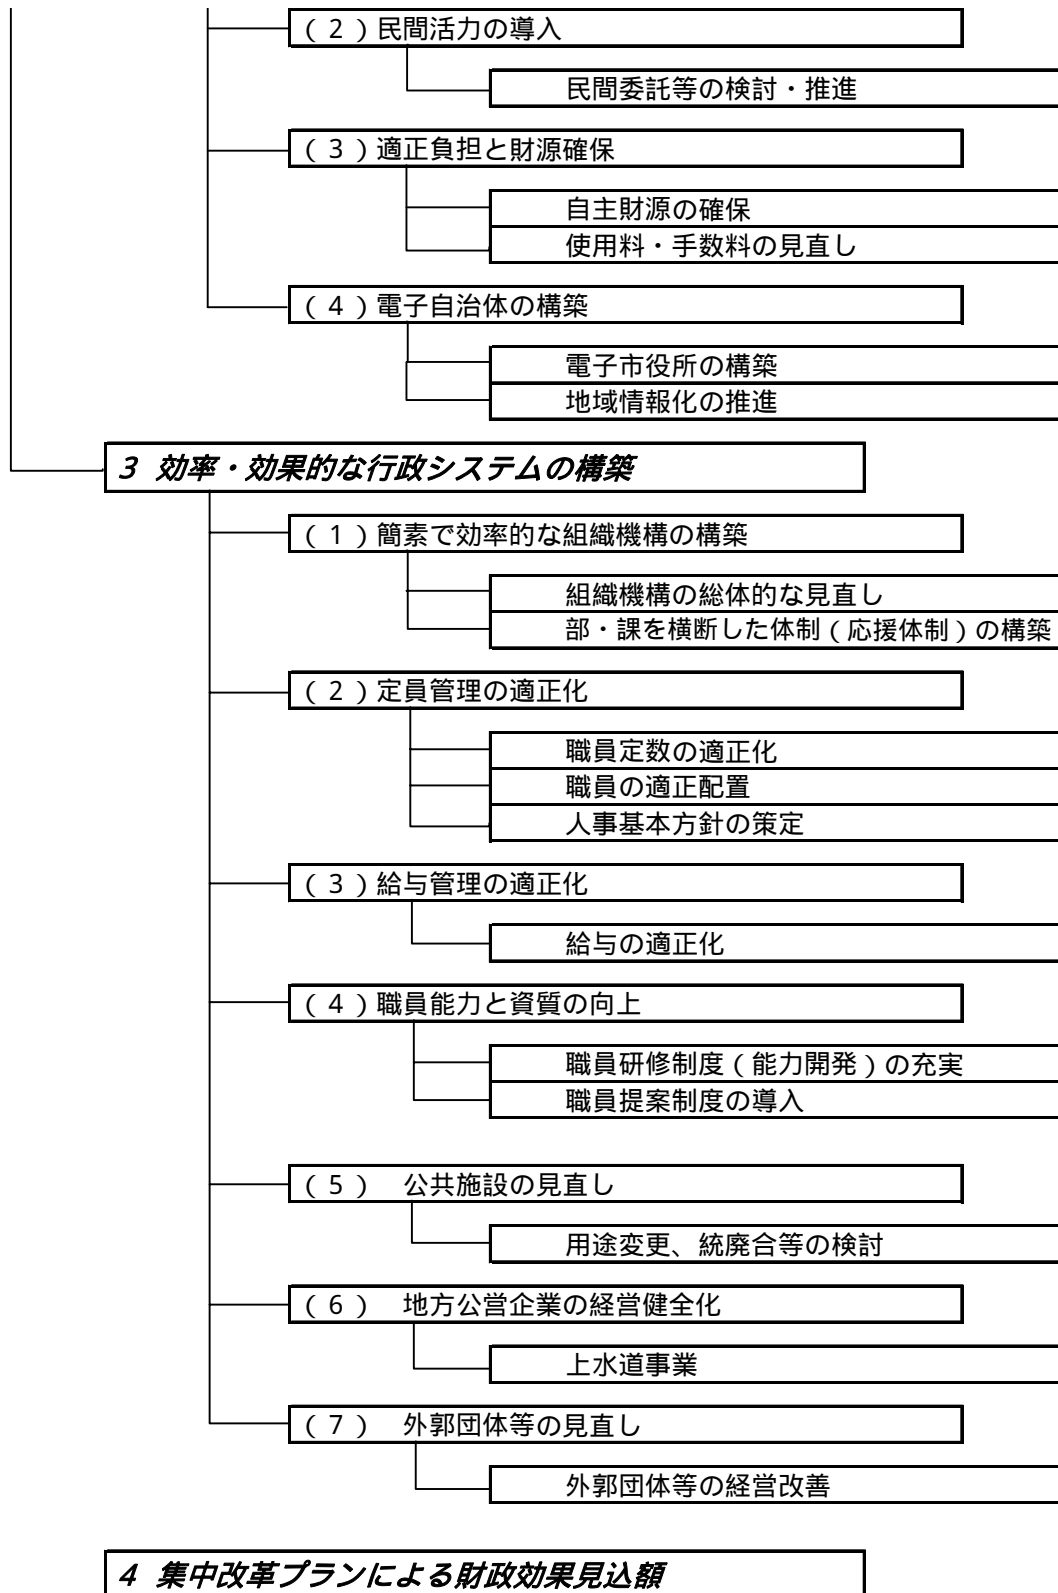 (2)民間活力の導入
民間委託等の検討・推進
(3)適正負担と財源確保
自主財源の確保
使用料・手数料の見直し
(4)電子自治体の構築
電子市役所の構築
地域情報化の推進
3 効率・効果的な行政システムの構築
(1)簡素で効率的な組織機構の構築
組織機構の総体的な見直し
部・課を横断した体制(応援体制)の構築
(2)定員管理の適正化
職員定数の適正化
職員の適正配置
人事基本方針の策定
(3)給与管理の適正化
給与の適正化
(4)職員能力と資質の向上
職員研修制度(能力開発)の充実
職員提案制度の導入
(5) 公共施設の見直し
用途変更、統廃合等の検討
(6) 地方公営企業の経営健全化
上水道事業
(7) 外郭団体等の見直し
外郭団体等の経営改善
4 集中改革プランによる財政効果見込額